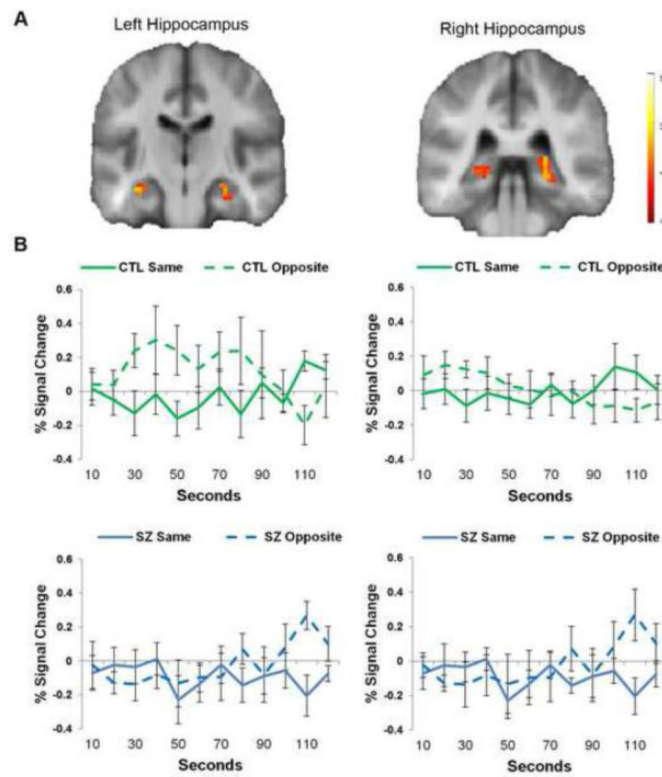 A
Left Hippocampus
Right Hippocampus
B
CTL Same CTL Opposite
CTL Same CTL Opposite
% Signal Change
0.6
0.4
0.2
0
-0.2
-0.4
10 30 50 70 90 110
Seconds
% Signal Change
0.6
0.4
0.2
0
-0.2
-0.4
10 30 50 70 90 110
Seconds
SZ Same SZ Opposite
SZ Same SZ Opposite
% Signal Change
0.6
0.4
0.2
0
-0.2
-0.4
10 30 50 70 90 110
Seconds
% Signal Change
0.6
0.4
0.2
0
-0.2
-0.4
10 30 50 70 90 110
Seconds